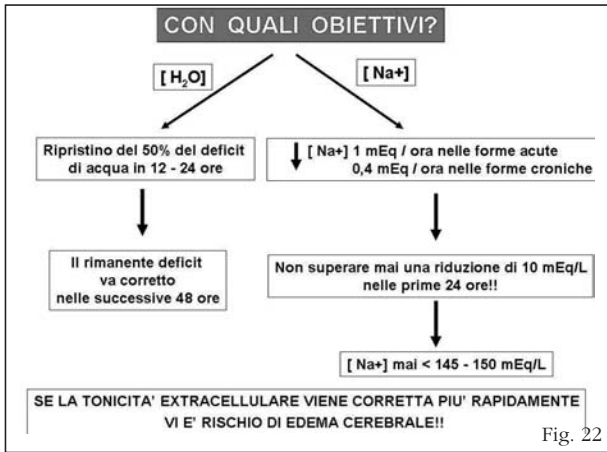 CON QUALI OBIETTIVI?
[ H₂O]
[ Na+]
Ripristino del 50% del deficit
di acqua in 12 - 24 ore
[ Na+] 1 mEq / ora nelle forme acute
0,4 mEq / ora nelle forme croniche
Il rimanente deficit
va corretto
nelle successive 48 ore
Non superare mai una riduzione di 10 mEq/L
nelle prime 24 ore!!
[ Na+] mai < 145 - 150 mEq/L
SE LA TONICITA' EXTRACELLULARE VIENE CORRETTA PIU' RAPIDAMENTE
VI E' RISCHIO DI EDEMA CEREBRALE!!
Fig. 22